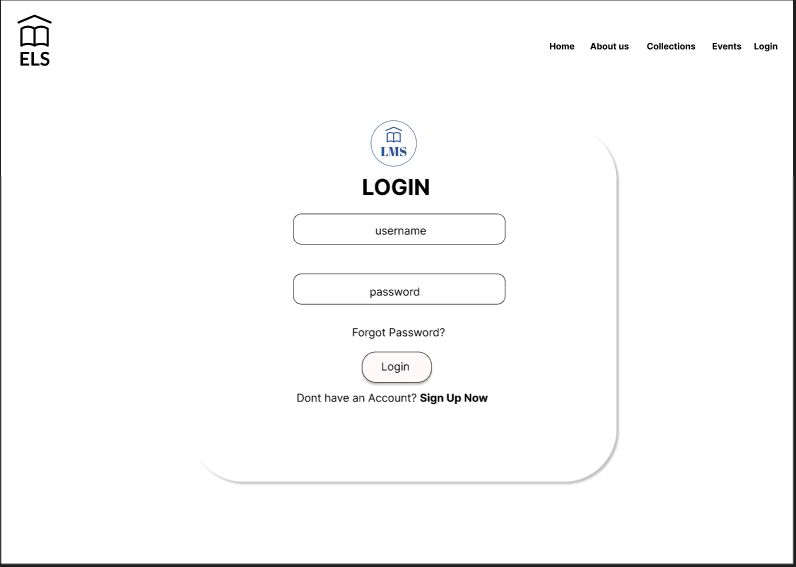 ELS
Home About us Collections Events Login
LMS
LOGIN
username
password
Forgot Password?
Login
Dont have an Account? Sign Up Now